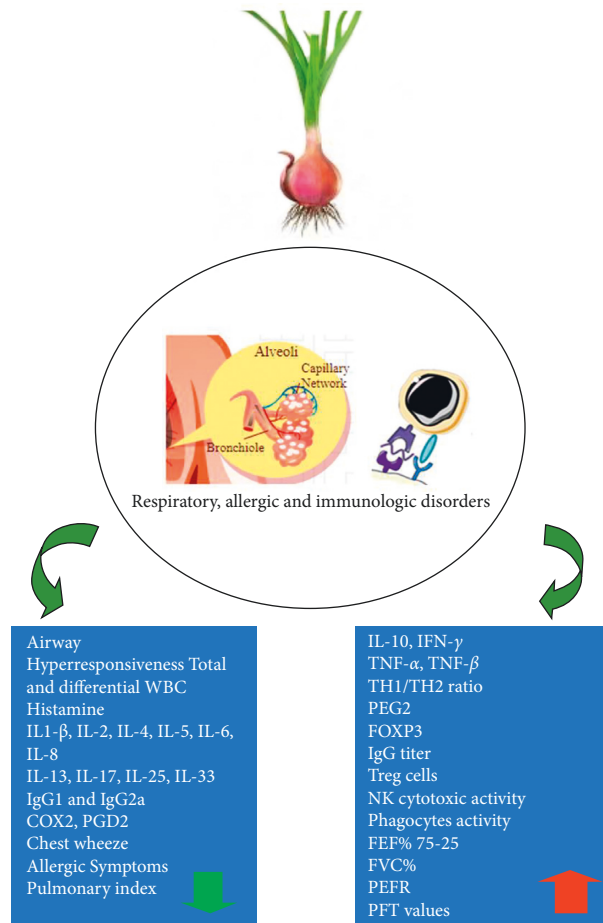 Alveoli
Capillary
Network
Bronchiole
Respiratory, allergic and immunologic disorders
Airway
Hyperresponsiveness Total
and differential WBC
Histamine
IL1-β, IL-2, IL-4, IL-5, IL-6,
IL-8
IL-13, IL-17, IL-25, IL-33
IgG1 and IgG2a
COX2, PGD2
Chest wheeze
Allergic Symptoms
Pulmonary index
IL-10, IFN-γ
TNF-α, TNF-β
TH1/TH2 ratio
PEG2
FOXP3
IgG titer
Treg cells
NK cytotoxic activity
Phagocytes activity
FEF% 75-25
FVC%
PEFR
PFT values